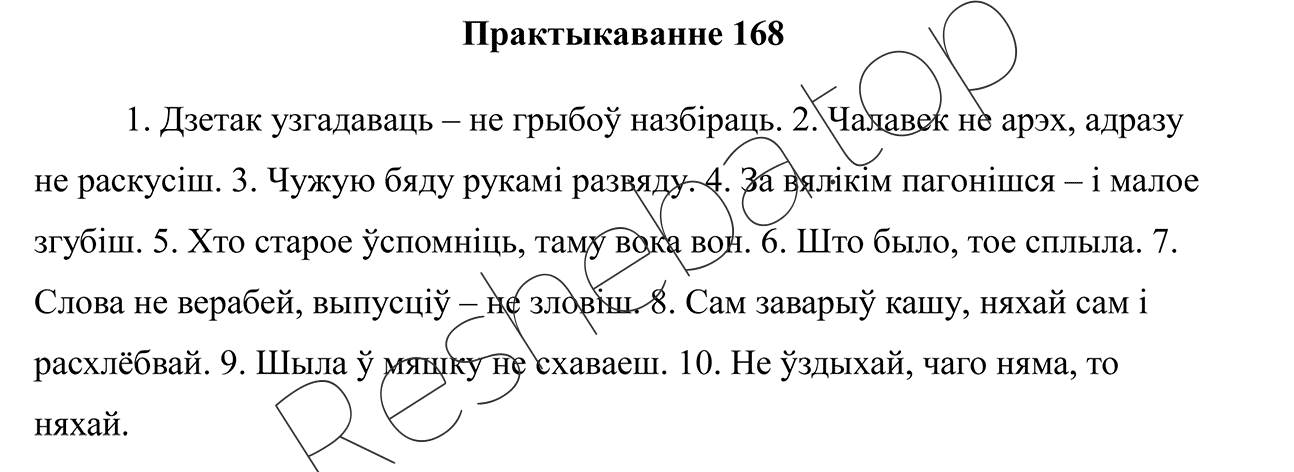 Практыкаванне 168
1. Дзетак узгадаваць – не грыбоў назбіраць. 2. Чалавек не арэх, адразу
не раскусіш. 3. Чужую бяду рукамі развяду. 4. За вялікім пагонішся – і малое
згубіш. 5. Хто старое ўспомніць, таму вока вон. 6. Што было, тое сплыла. 7.
Слова не верабей, выпусціў – не зловіш. 8. Сам заварыў кашу, няхай сам і
расхлёбвай. 9. Шыла ў мяшку не схаваеш. 10. Не ўздыхай, чаго няма, то
няхай.
Resheba.top